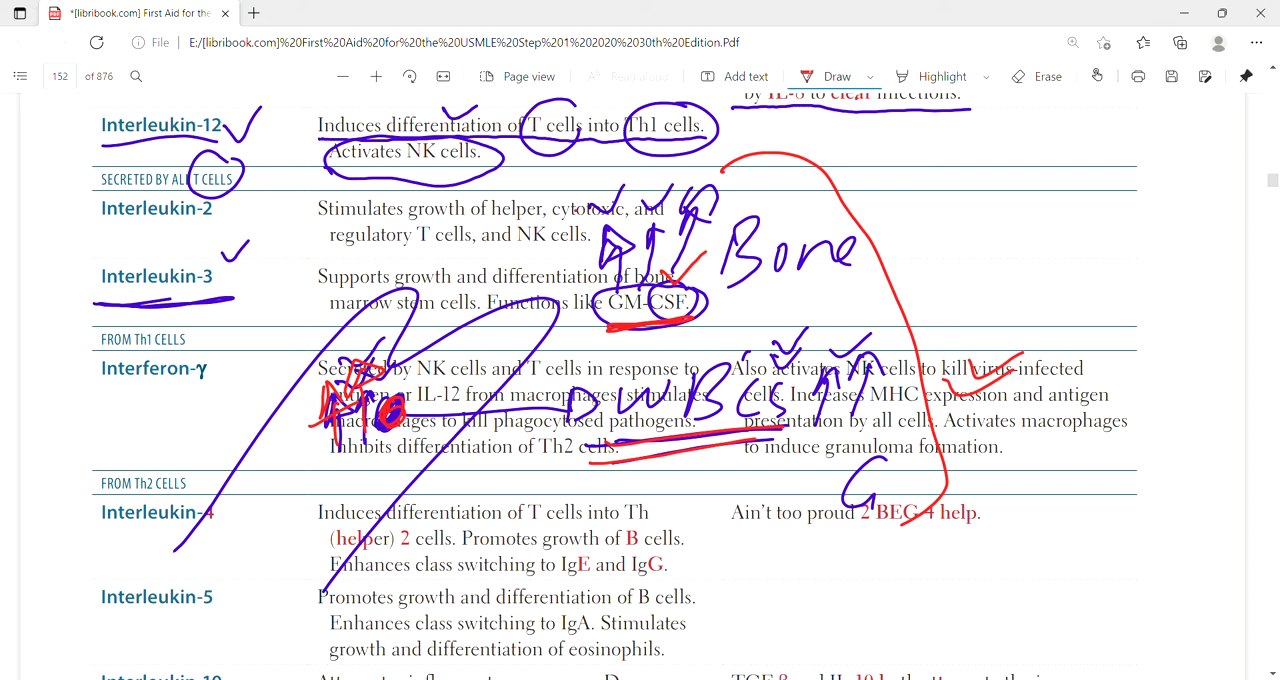 *[libribook.com] First Aid for the
File E:/[libribook.com]%20First%20Aid%20for%20the%20USMLE%20Step%201%202020%2030th%20Edition.Pdf
152 of 876 Page view Read aloud Add text Draw Highlight Erase
by IL-8 to clear infections.
Interleukin-12 Induces differentiation of T cells into Th1 cells.
Activates NK cells.
SECRETED BY ALL T CELLS
Interleukin-2 Stimulates growth of helper, cytotoxic, and
regulatory T cells, and NK cells.
Bone
Interleukin-3 Supports growth and differentiation of bone
marrow stem cells. Functions like GM-CSF.
FROM Th1 CELLS
Interferon-γ Secreted by NK cells and T cells in response to Also activates NK cells to kill virus-infected
antigen or IL-12 from macrophages; stimulates cells. Increases MHC expression and antigen
WBCs
macrophages to kill phagocytosed pathogens. presentation by all cells. Activates macrophages
Inhibits differentiation of Th2 cells. to induce granuloma formation.
FROM Th2 CELLS
Interleukin-4 Induces differentiation of T cells into Th Ain't too proud 2 BEG 4 help.
(helper) 2 cells. Promotes growth of B cells.
Enhances class switching to IgE and IgG.
Interleukin-5 Promotes growth and differentiation of B cells.
Enhances class switching to IgA. Stimulates
growth and differentiation of eosinophils.